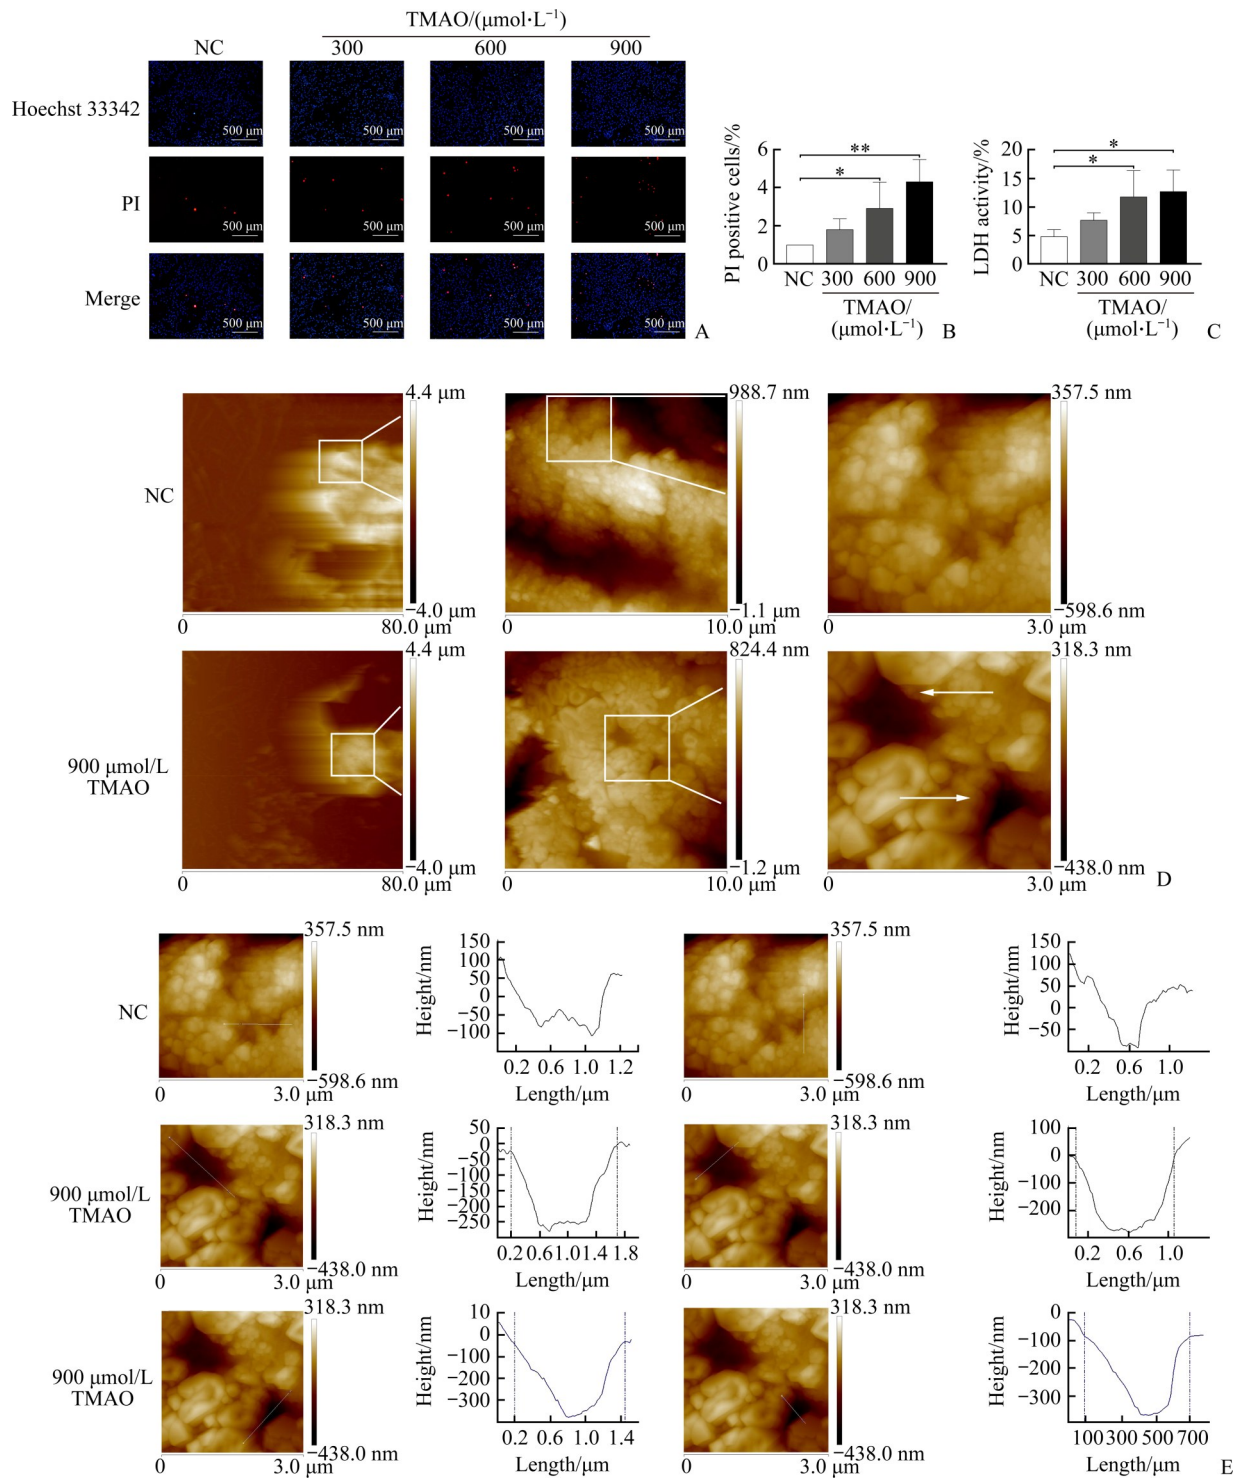 TMAO/(μmol·L⁻¹)
NC 300 600 900
Hoechst 33342
500 μm 500 μm 500 μm 500 μm
PI
500 μm 500 μm 500 μm 500 μm
Merge
500 μm 500 μm 500 μm 500 μm
A
PI positive cells/%
6
4
2
0
**
*
NC 300 600 900
TMAO/
(μmol·L⁻¹)
B
LDH activity/%
20
15
10
5
0
*
*
NC 300 600 900
TMAO/
(μmol·L⁻¹)
C
NC
4.4 μm
−4.0 μm
0 80.0 μm
988.7 nm
−1.1 μm
0 10.0 μm
357.5 nm
−598.6 nm
0 3.0 μm
900 μmol/L
TMAO
4.4 μm
−4.0 μm
0 80.0 μm
824.4 nm
−1.2 μm
0 10.0 μm
318.3 nm
−438.0 nm
0 3.0 μm
D
NC
357.5 nm
−598.6 nm
0 3.0 μm
Height/nm
150
100
50
0
−50
−100
0.2 0.6 1.0 1.2
Length/μm
357.5 nm
−598.6 nm
0 3.0 μm
Height/nm
150
100
50
0
−50
0.2 0.6 1.0
Length/μm
900 μmol/L
TMAO
318.3 nm
−438.0 nm
0 3.0 μm
Height/nm
50
0
−50
−100
−150
−200
−250
0.2 0.6 1.0 1.4 1.8
Length/μm
318.3 nm
−438.0 nm
0 3.0 μm
Height/nm
100
0
−100
−200
0.2 0.6 1.0
Length/μm
900 μmol/L
TMAO
318.3 nm
−438.0 nm
0 3.0 μm
Height/nm
10
0
−100
−200
−300
0.2 0.6 1.0 1.4
Length/μm
318.3 nm
−438.0 nm
0 3.0 μm
Height/nm
0
−100
−200
−300
100 300 500 700
Length/μm
E